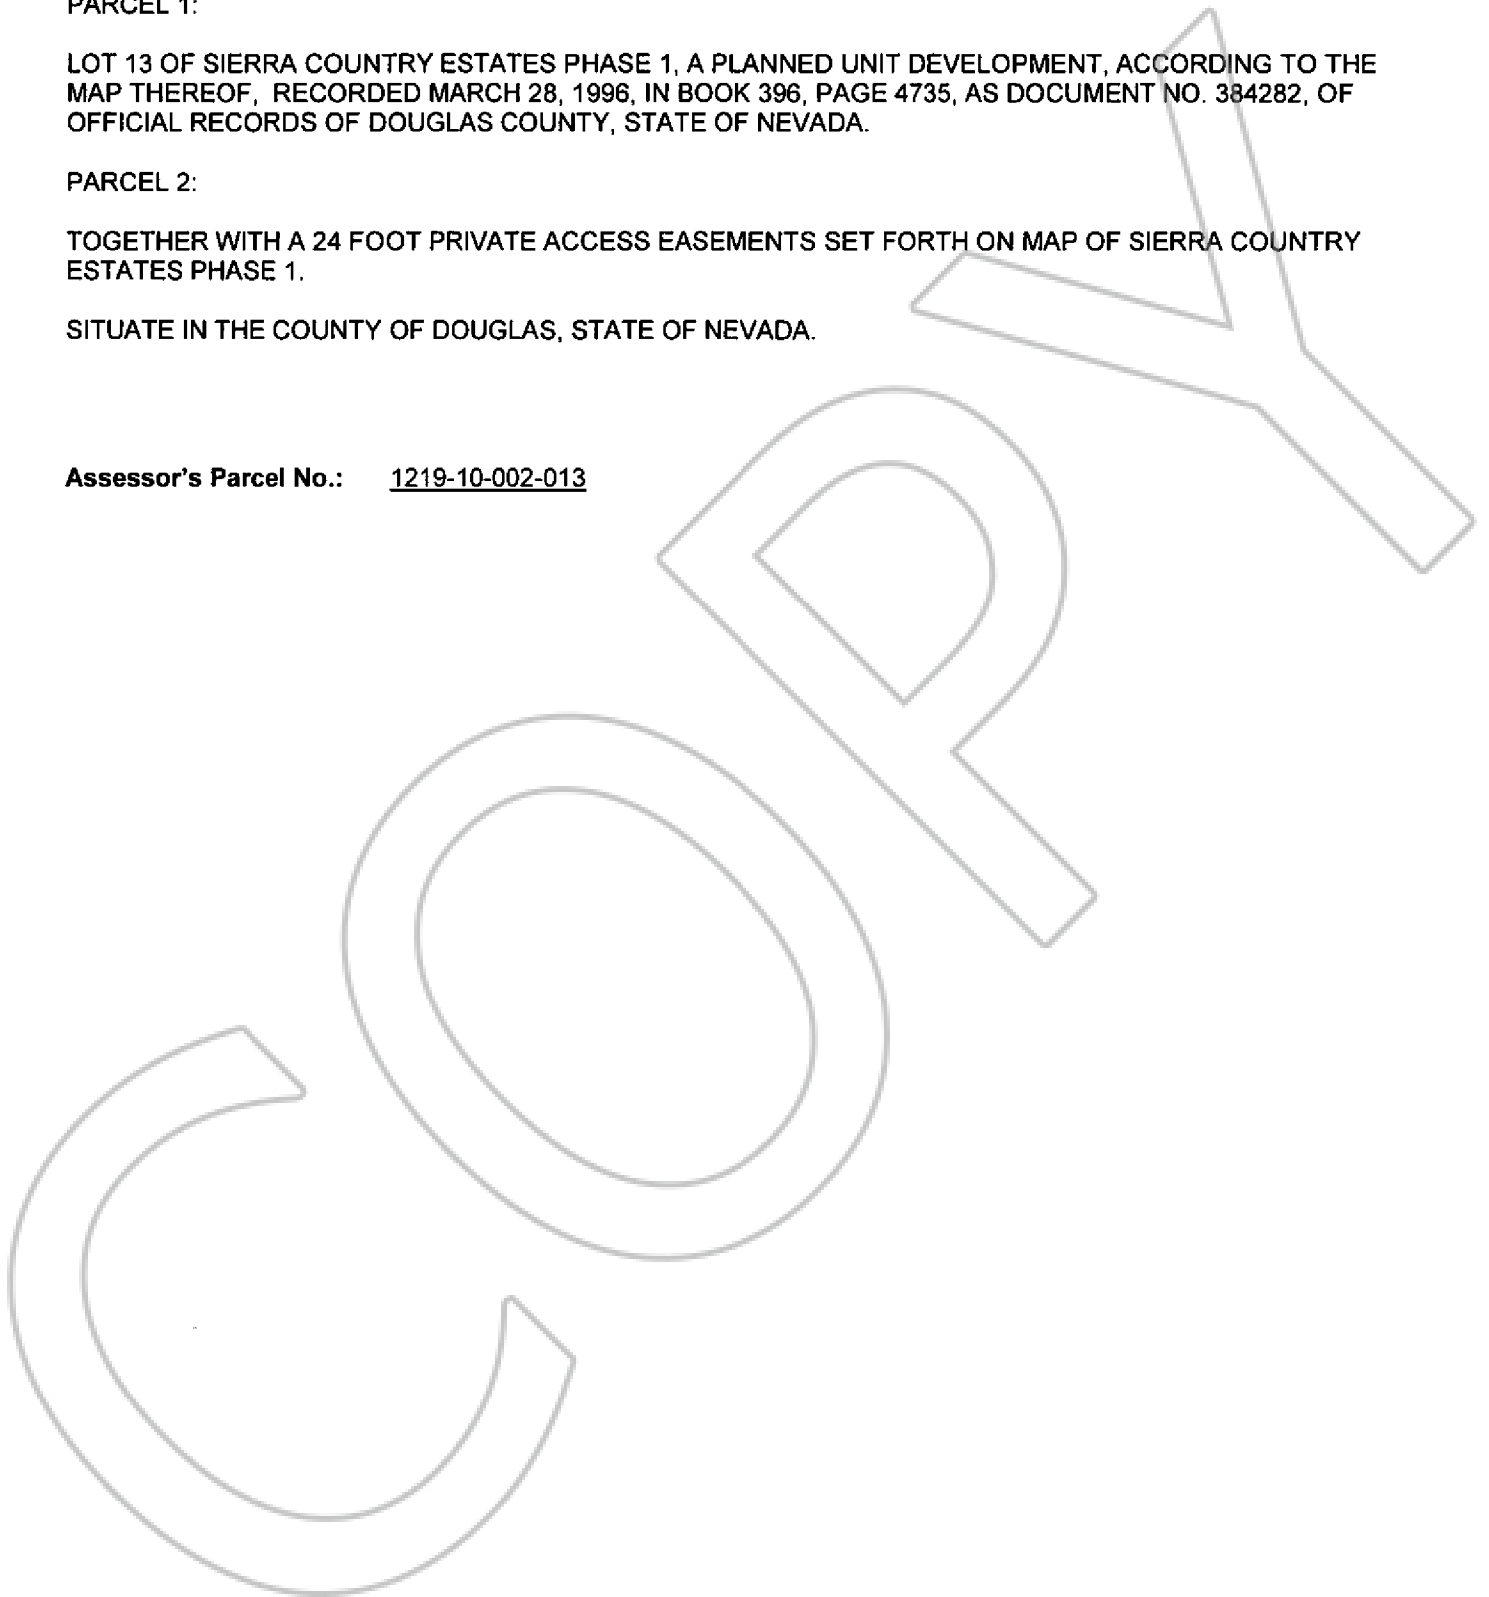 PARCEL 1:
LOT 13 OF SIERRA COUNTRY ESTATES PHASE 1, A PLANNED UNIT DEVELOPMENT, ACCORDING TO THE
MAP THEREOF, RECORDED MARCH 28, 1996, IN BOOK 396, PAGE 4735, AS DOCUMENT NO. 384282, OF
OFFICIAL RECORDS OF DOUGLAS COUNTY, STATE OF NEVADA.
PARCEL 2:
TOGETHER WITH A 24 FOOT PRIVATE ACCESS EASEMENTS SET FORTH ON MAP OF SIERRA COUNTRY
ESTATES PHASE 1.
SITUATE IN THE COUNTY OF DOUGLAS, STATE OF NEVADA.
Assessor's Parcel No.: 1219-10-002-013
COPY